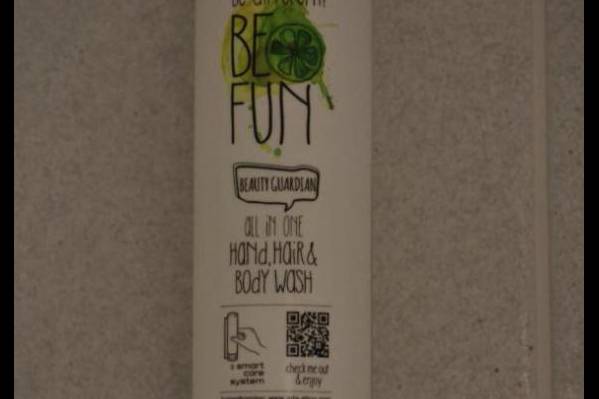 BE
FUN
BEAUTY GUARDIAN
all in ONE
Hand, Hair &
BODY WASH
smart
care
system
check me out
& enjoy